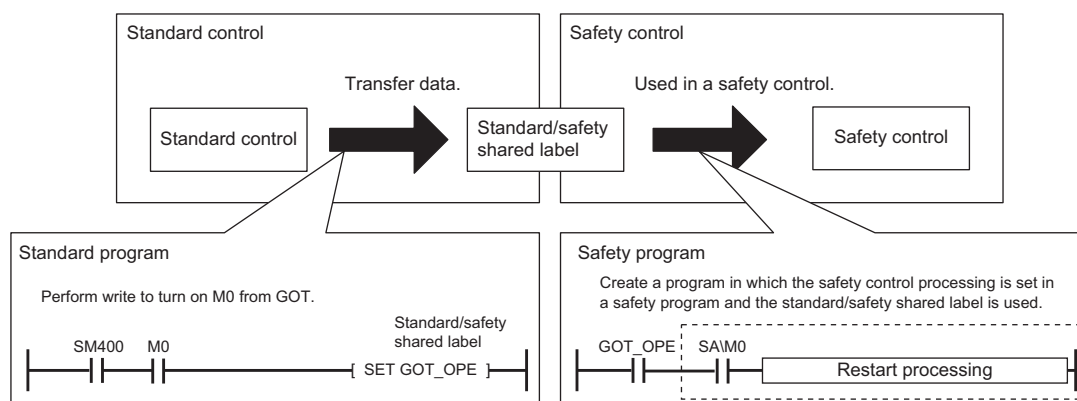 Standard control
Safety control
Transfer data.
Used in a safety control.
Standard control
Standard/safety
shared label
Safety control
Standard program
Perform write to turn on M0 from GOT.
Standard/safety
shared label
SM400 M0
SET GOT_OPE
Safety program
Create a program in which the safety control processing is set in
a safety program and the standard/safety shared label is used.
GOT_OPE SA\M0
Restart processing